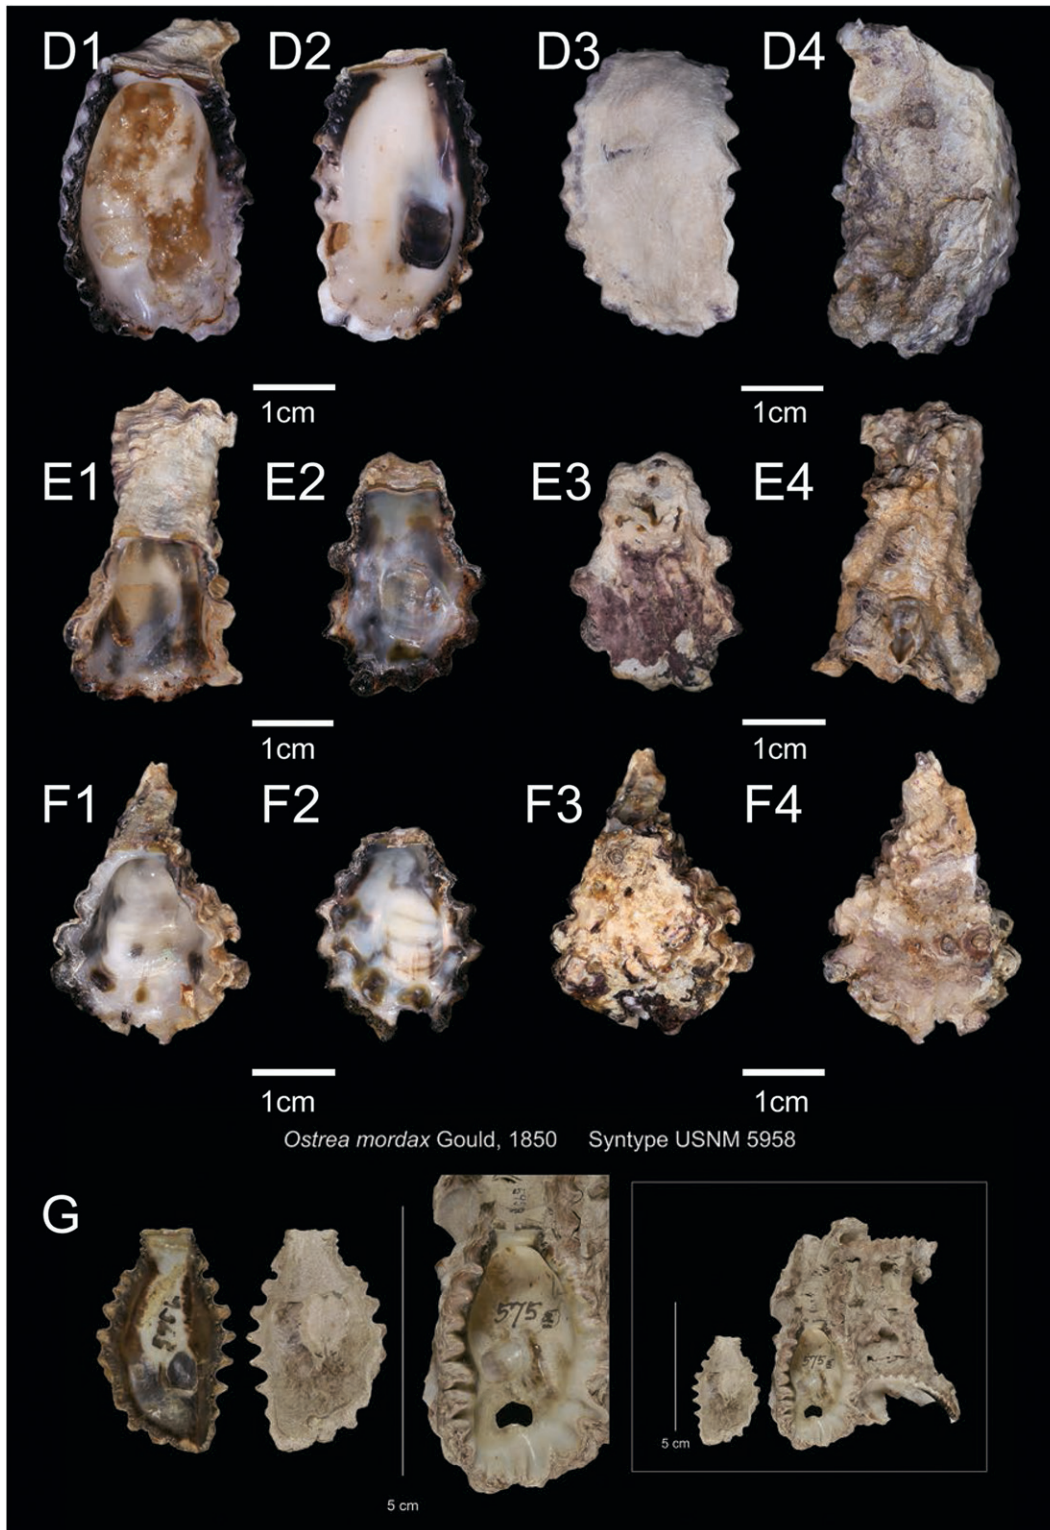 D1 D2 D3 D4
1cm 1cm
E1 E2 E3 E4
1cm 1cm
F1 F2 F3 F4
1cm 1cm
Ostrea mordax Gould, 1850 Syntype USNM 5958
G
575
575
5 cm
5 cm